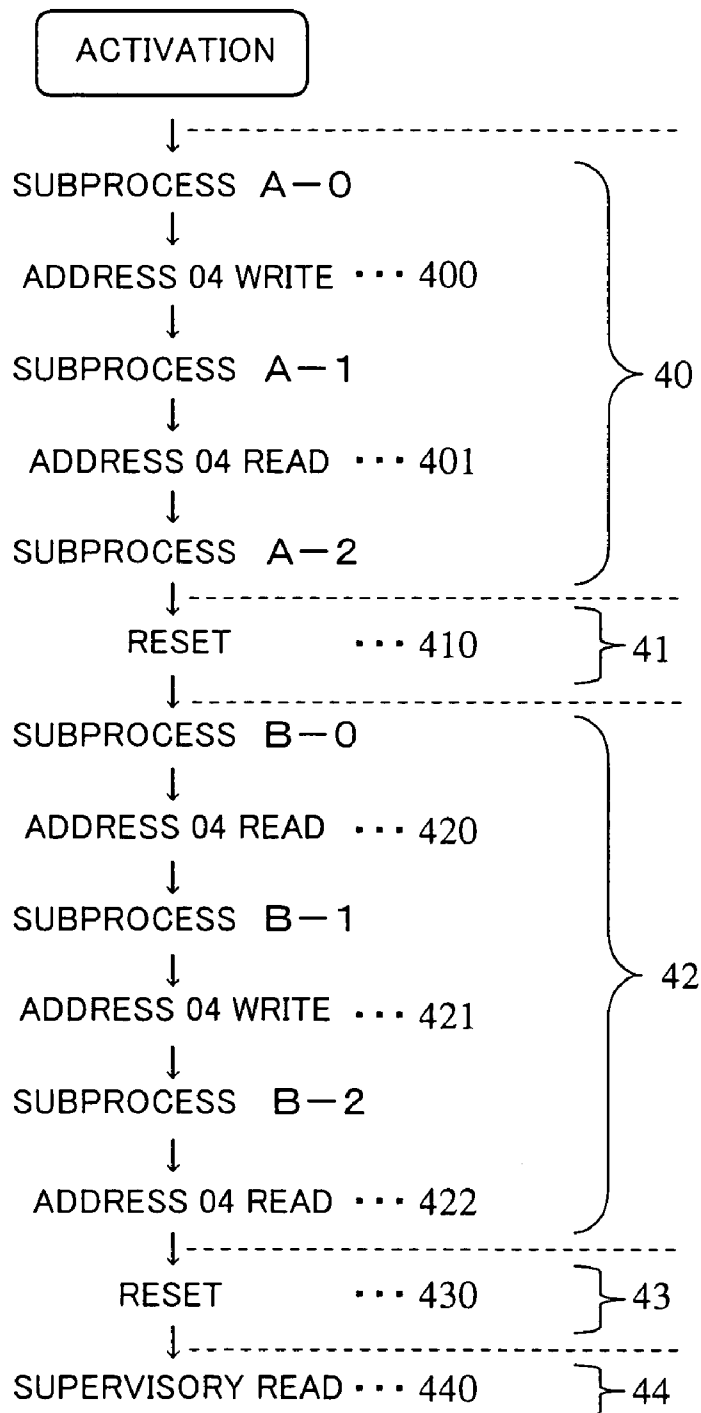 ACTIVATION
SUBPROCESS A-0
ADDRESS 04 WRITE ··· 400
SUBPROCESS A-1
40
ADDRESS 04 READ ··· 401
SUBPROCESS A-2
RESET ··· 410 41
SUBPROCESS B-0
ADDRESS 04 READ ··· 420
SUBPROCESS B-1
42
ADDRESS 04 WRITE ··· 421
SUBPROCESS B-2
ADDRESS 04 READ ··· 422
RESET ··· 430 43
SUPERVISORY READ ··· 440 44